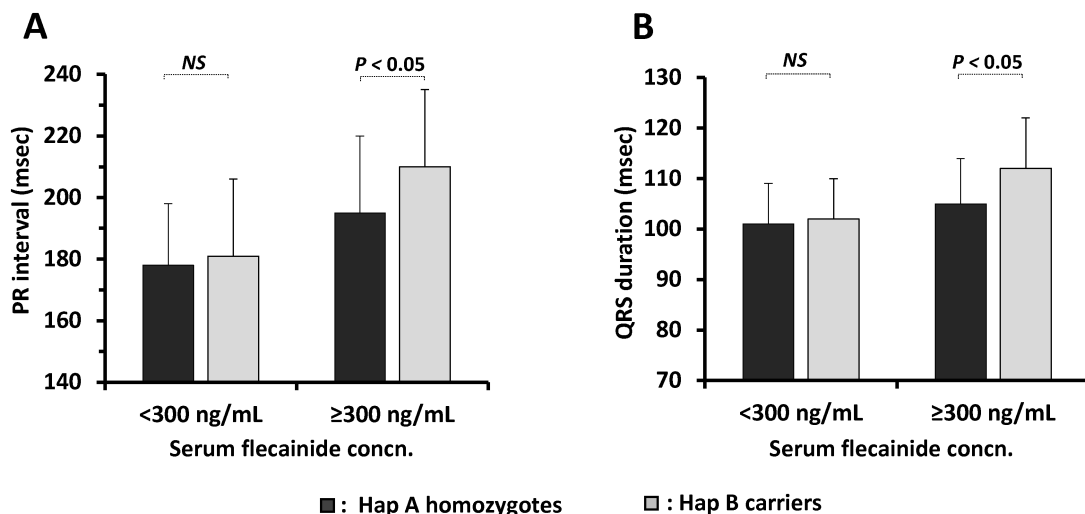 A
NS
P < 0.05
240
220
200
180
160
140
PR interval (msec)
<300 ng/mL
≥300 ng/mL
Serum flecainide concn.
B
NS
P < 0.05
130
120
110
100
90
80
70
QRS duration (msec)
<300 ng/mL
≥300 ng/mL
Serum flecainide concn.
: Hap A homozygotes
: Hap B carriers